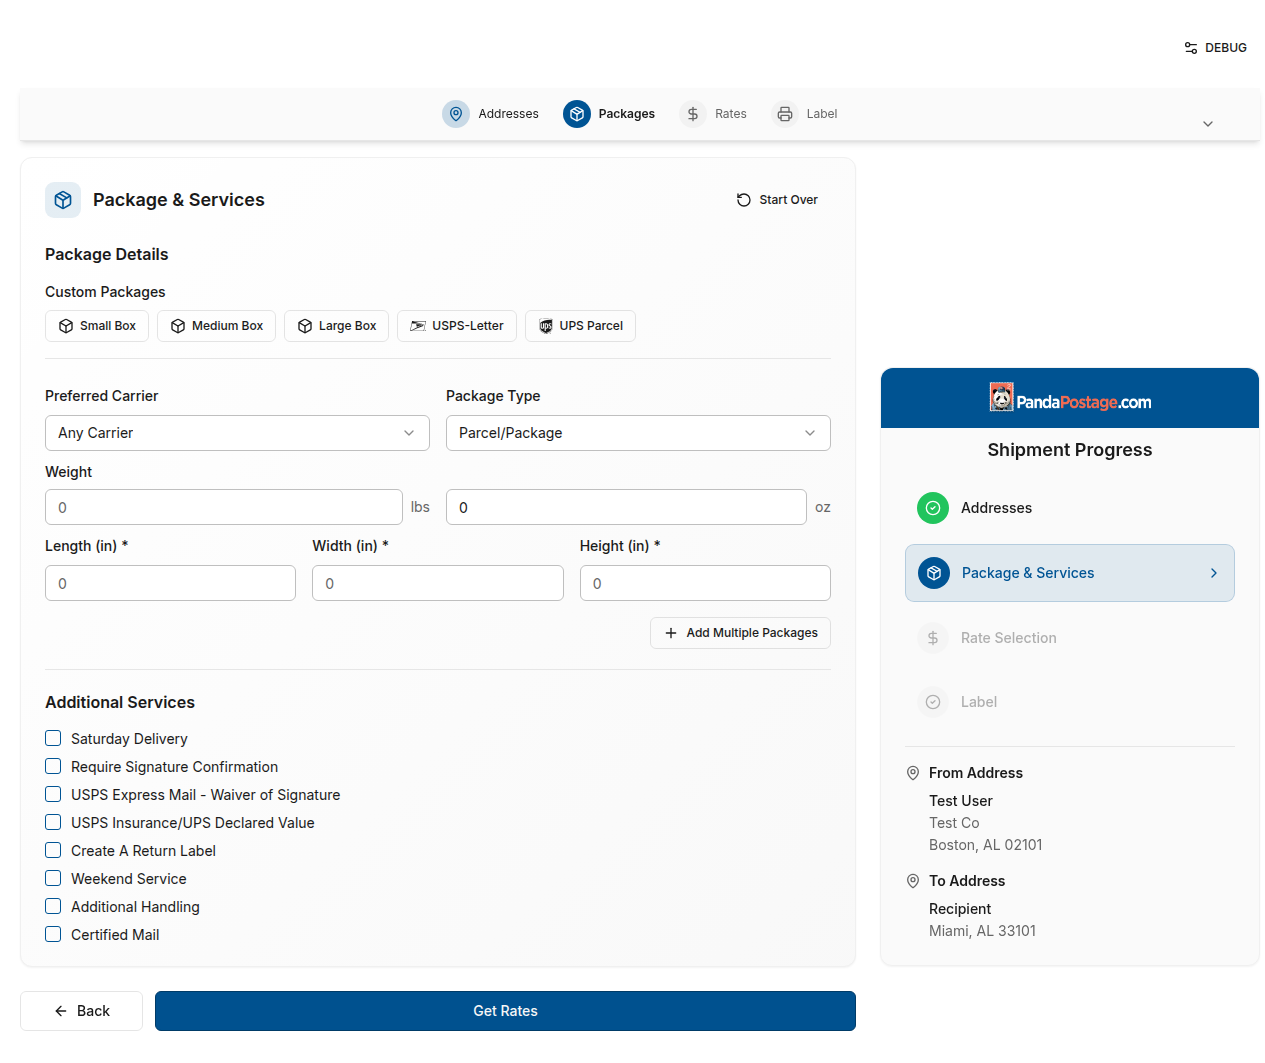 DEBUG
Addresses
Packages
Rates
Label
Package & Services
Start Over
Package Details
Custom Packages
Small Box
Medium Box
Large Box
USPS-Letter
ups
UPS Parcel
Preferred Carrier
Package Type
Any Carrier
Parcel/Package
Weight
0 lbs
0 oz
Length (in) *
Width (in) *
Height (in) *
0
0
0
Add Multiple Packages
Additional Services
Saturday Delivery
Require Signature Confirmation
USPS Express Mail - Waiver of Signature
USPS Insurance/UPS Declared Value
Create A Return Label
Weekend Service
Additional Handling
Certified Mail
Back
Get Rates
PandaPostage.com
Shipment Progress
Addresses
Package & Services
Rate Selection
Label
From Address
Test User
Test Co
Boston, AL 02101
To Address
Recipient
Miami, AL 33101